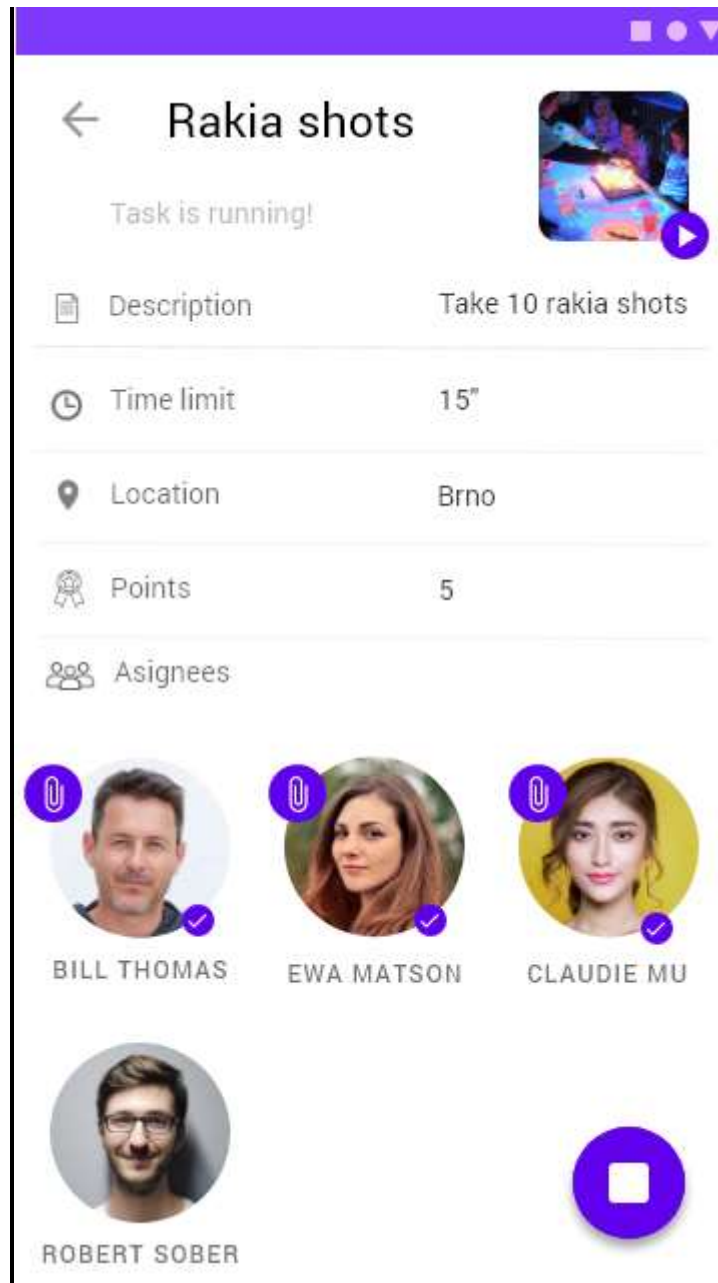 Rakia shots
Task is running!
Description Take 10 rakia shots
Time limit 15”
Location Brno
Points 5
Asignees
BILL THOMAS EWA MATSON CLAUDIE MU
ROBERT SOBER